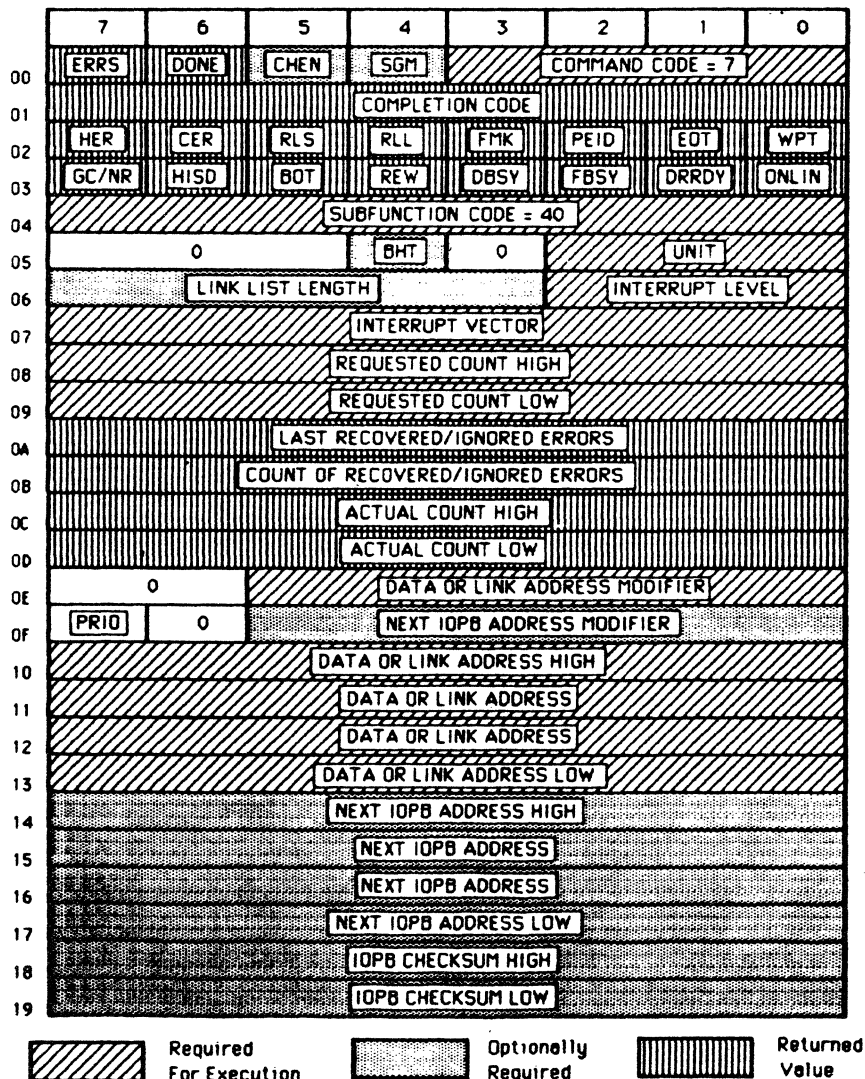 7 6 5 4 3 2 1 0
00 ERRS DONE CHEN SGM COMMAND CODE = 7
01 COMPLETION CODE
02 HER CER RLS RLL FMK PEID EOT WPT
03 GC/NR HISD BOT REW DBSY FBSY DRRDY ONLIN
04 SUBFUNCTION CODE = 40
05 0 BHT 0 UNIT
06 LINK LIST LENGTH INTERRUPT LEVEL
07 INTERRUPT VECTOR
08 REQUESTED COUNT HIGH
09 REQUESTED COUNT LOW
0A LAST RECOVERED/IGNORED ERRORS
0B COUNT OF RECOVERED/IGNORED ERRORS
0C ACTUAL COUNT HIGH
0D ACTUAL COUNT LOW
0E 0 DATA OR LINK ADDRESS MODIFIER
0F PRIO 0 NEXT IOPB ADDRESS MODIFIER
10 DATA OR LINK ADDRESS HIGH
11 DATA OR LINK ADDRESS
12 DATA OR LINK ADDRESS
13 DATA OR LINK ADDRESS LOW
14 NEXT IOPB ADDRESS HIGH
15 NEXT IOPB ADDRESS
16 NEXT IOPB ADDRESS
17 NEXT IOPB ADDRESS LOW
18 IOPB CHECKSUM HIGH
19 IOPB CHECKSUM LOW
Required Optionally Returned
For Execution Required Value